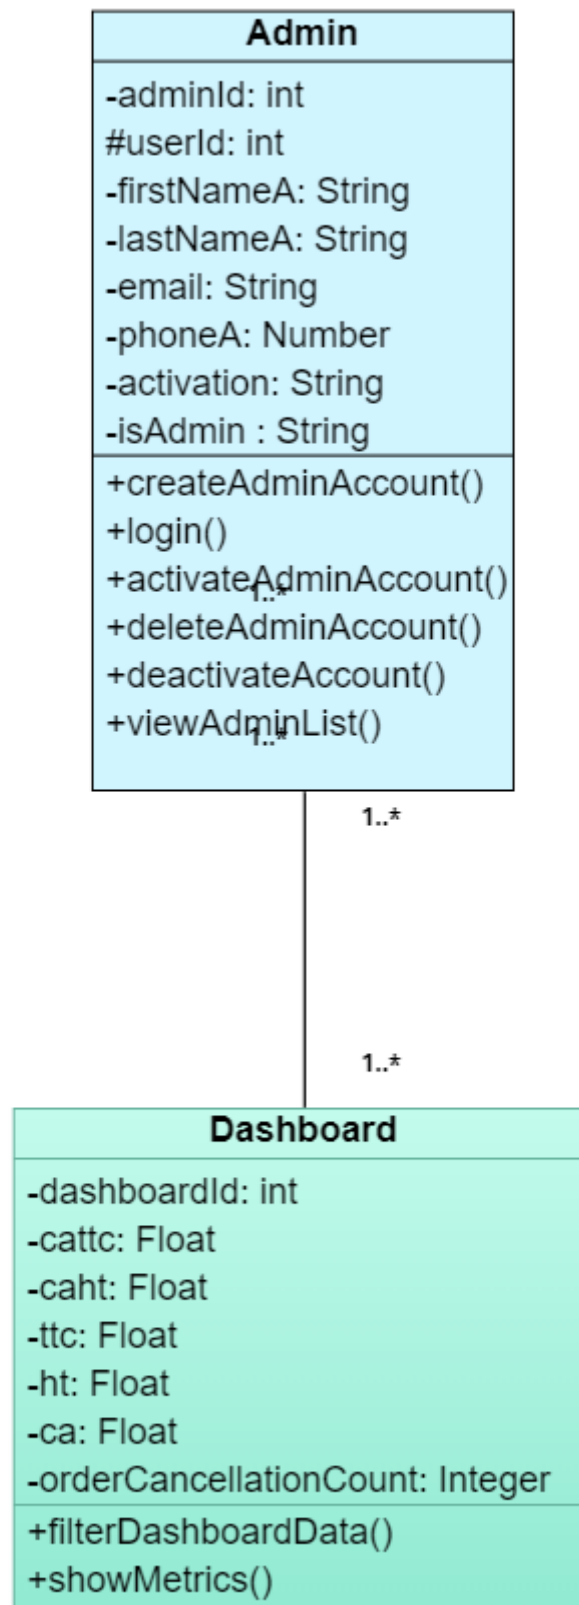 Admin
-adminId: int
#userId: int
-firstNameA: String
-lastNameA: String
-email: String
-phoneA: Number
-activation: String
-isAdmin : String
+createAdminAccount()
+login()
+activateAdminAccount()
1..*
+deleteAdminAccount()
+deactivateAccount()
+viewAdminList()
1..*
1..*
1..*
Dashboard
-dashboardId: int
-cattc: Float
-caht: Float
-ttc: Float
-ht: Float
-ca: Float
-orderCancellationCount: Integer
+filterDashboardData()
+showMetrics()